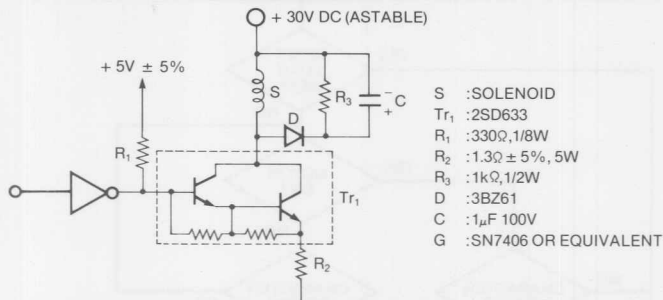 + 30V DC (ASTABLE)
+ 5V ± 5%
S
R3
− C
+
D
R1
Tr1
R2
S :SOLENOID
Tr1 :2SD633
R1 :330Ω,1/8W
R2 :1.3Ω ± 5%, 5W
R3 :1kΩ,1/2W
D :3BZ61
C :1μF 100V
G :SN7406 OR EQUIVALENT